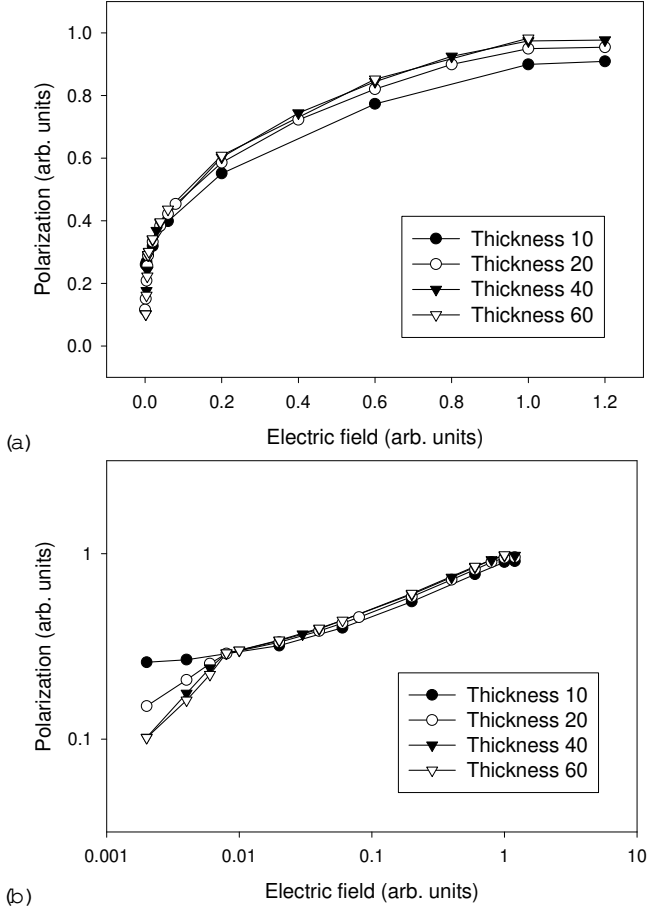 1.0
0.8
0.6
0.4
0.2
0.0
Polarization (arb. units)
Thickness 10
Thickness 20
Thickness 40
Thickness 60
0.0 0.2 0.4 0.6 0.8 1.0 1.2
Electric field (arb. units)
(a)
1
0.1
Polarization (arb. units)
Thickness 10
Thickness 20
Thickness 40
Thickness 60
0.001 0.01 0.1 1 10
Electric field (arb. units)
(b)